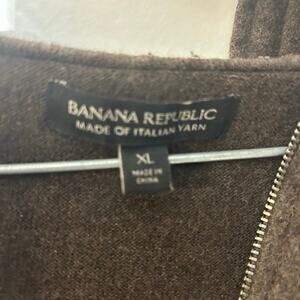 BANANA REPUBLIC
MADE OF ITALIAN YARN
XL
MADE IN
CHINA